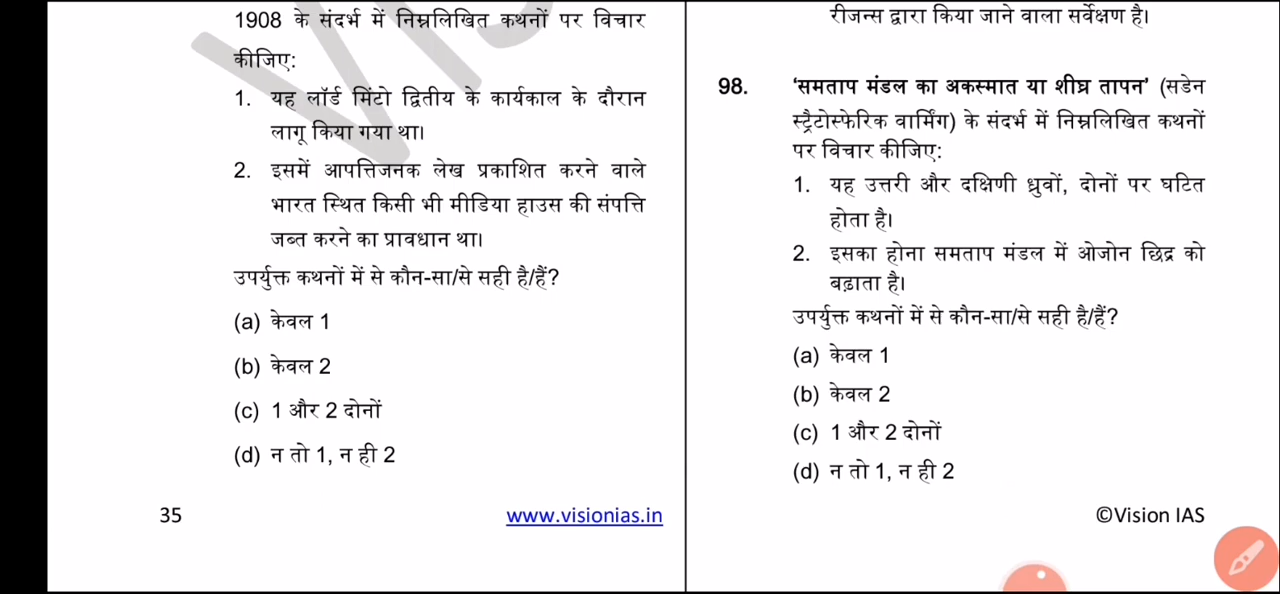 1908 के संदर्भ में निम्नलिखित कथनों पर विचार
कीजिए:
1. यह लॉर्ड मिंटो द्वितीय के कार्यकाल के दौरान
लागू किया गया था।
2. इसमें आपत्तिजनक लेख प्रकाशित करने वाले
भारत स्थित किसी भी मीडिया हाउस की संपत्ति
जब्त करने का प्रावधान था।
उपर्युक्त कथनों में से कौन-सा/से सही है/हैं?
(a) केवल 1
(b) केवल 2
(c) 1 और 2 दोनों
(d) न तो 1, न ही 2
35
www.visionias.in
रीजन्स द्वारा किया जाने वाला सर्वेक्षण है।
98. ‘समताप मंडल का अकस्मात या शीघ्र तापन’ (सडेन
स्ट्रैटोस्फेरिक वार्मिंग) के संदर्भ में निम्नलिखित कथनों
पर विचार कीजिए:
1. यह उत्तरी और दक्षिणी ध्रुवों, दोनों पर घटित
होता है।
2. इसका होना समताप मंडल में ओजोन छिद्र को
बढ़ाता है।
उपर्युक्त कथनों में से कौन-सा/से सही है/हैं?
(a) केवल 1
(b) केवल 2
(c) 1 और 2 दोनों
(d) न तो 1, न ही 2
©Vision IAS